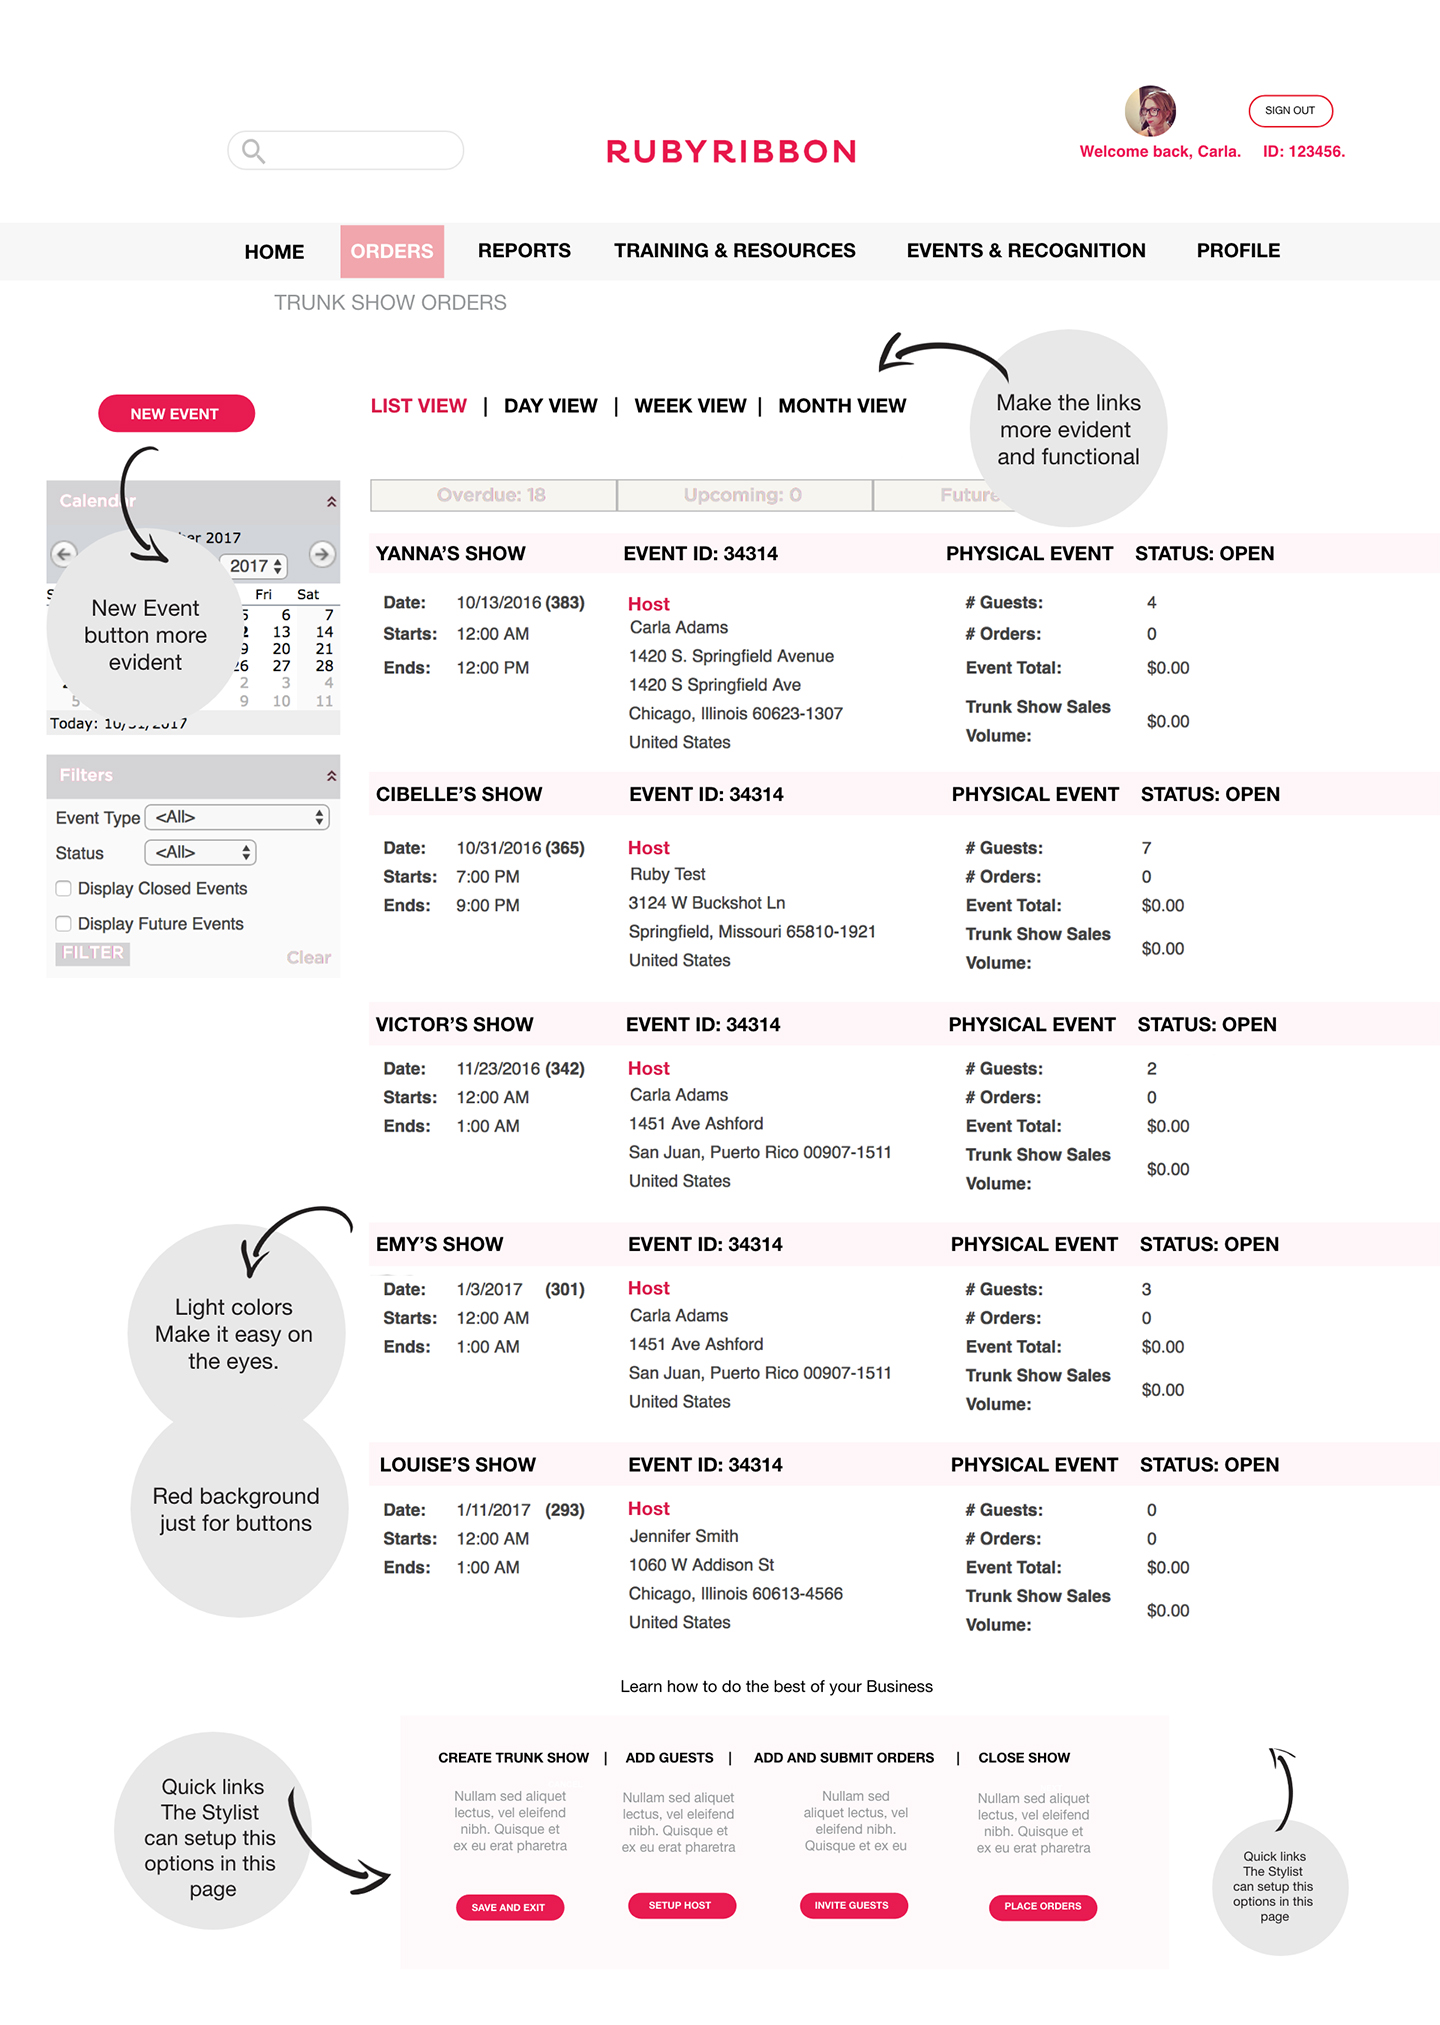 RUBYRIBBON
SIGN OUT
Welcome back, Carla. ID: 123456.
HOME ORDERS REPORTS TRAINING & RESOURCES EVENTS & RECOGNITION PROFILE
TRUNK SHOW ORDERS
NEW EVENT
LIST VIEW | DAY VIEW | WEEK VIEW | MONTH VIEW
Make the links
more evident
and functional
Calendar
2017
2017
Fri Sat
6 7
13 14
9 20 21
26 27 28
2 3 4
5 9 10 11
Today: 10/31/2017
New Event
button more
evident
Filters
Event Type <All>
Status <All>
Display Closed Events
Display Future Events
FILTER Clear
Overdue: 18 Upcoming: 0 Future
YANNA'S SHOW EVENT ID: 34314 PHYSICAL EVENT STATUS: OPEN
Date: 10/13/2016 (383) Host # Guests: 4
Carla Adams
Starts: 12:00 AM # Orders: 0
1420 S. Springfield Avenue
Ends: 12:00 PM Event Total: $0.00
1420 S Springfield Ave
Chicago, Illinois 60623-1307 Trunk Show Sales
$0.00
United States Volume:
CIBELLE'S SHOW EVENT ID: 34314 PHYSICAL EVENT STATUS: OPEN
Date: 10/31/2016 (365) Host # Guests: 7
Starts: 7:00 PM Ruby Test # Orders: 0
Ends: 9:00 PM 3124 W Buckshot Ln Event Total: $0.00
Springfield, Missouri 65810-1921 Trunk Show Sales
$0.00
United States Volume:
VICTOR'S SHOW EVENT ID: 34314 PHYSICAL EVENT STATUS: OPEN
Date: 11/23/2016 (342) Host # Guests: 2
Starts: 12:00 AM Carla Adams # Orders: 0
Ends: 1:00 AM 1451 Ave Ashford Event Total: $0.00
San Juan, Puerto Rico 00907-1511 Trunk Show Sales
$0.00
United States Volume:
EMY'S SHOW EVENT ID: 34314 PHYSICAL EVENT STATUS: OPEN
Date: 1/3/2017 (301) Host # Guests: 3
Starts: 12:00 AM Carla Adams # Orders: 0
Ends: 1:00 AM 1451 Ave Ashford Event Total: $0.00
San Juan, Puerto Rico 00907-1511 Trunk Show Sales
$0.00
United States Volume:
Light colors
Make it easy on
the eyes.
Red background
just for buttons
LOUISE'S SHOW EVENT ID: 34314 PHYSICAL EVENT STATUS: OPEN
Date: 1/11/2017 (293) Host # Guests: 0
Starts: 12:00 AM Jennifer Smith # Orders: 0
Ends: 1:00 AM 1060 W Addison St Event Total: $0.00
Chicago, Illinois 60613-4566 Trunk Show Sales
$0.00
United States Volume:
Learn how to do the best of your Business
Quick links
The Stylist
can setup this
options in this
page
CREATE TRUNK SHOW | ADD GUESTS | ADD AND SUBMIT ORDERS | CLOSE SHOW
Nullam sed aliquet
lectus, vel eleifend
nibh. Quisque et
ex eu erat pharetra
Nullam sed aliquet
lectus, vel eleifend
nibh. Quisque et
ex eu erat pharetra
Nullam sed
aliquet lectus, vel
eleifend nibh.
Quisque et ex eu
Nullam sed aliquet
lectus, vel eleifend
nibh. Quisque et
ex eu erat pharetra
SAVE AND EXIT SETUP HOST INVITE GUESTS PLACE ORDERS
Quick links
The Stylist
can setup this
options in this
page